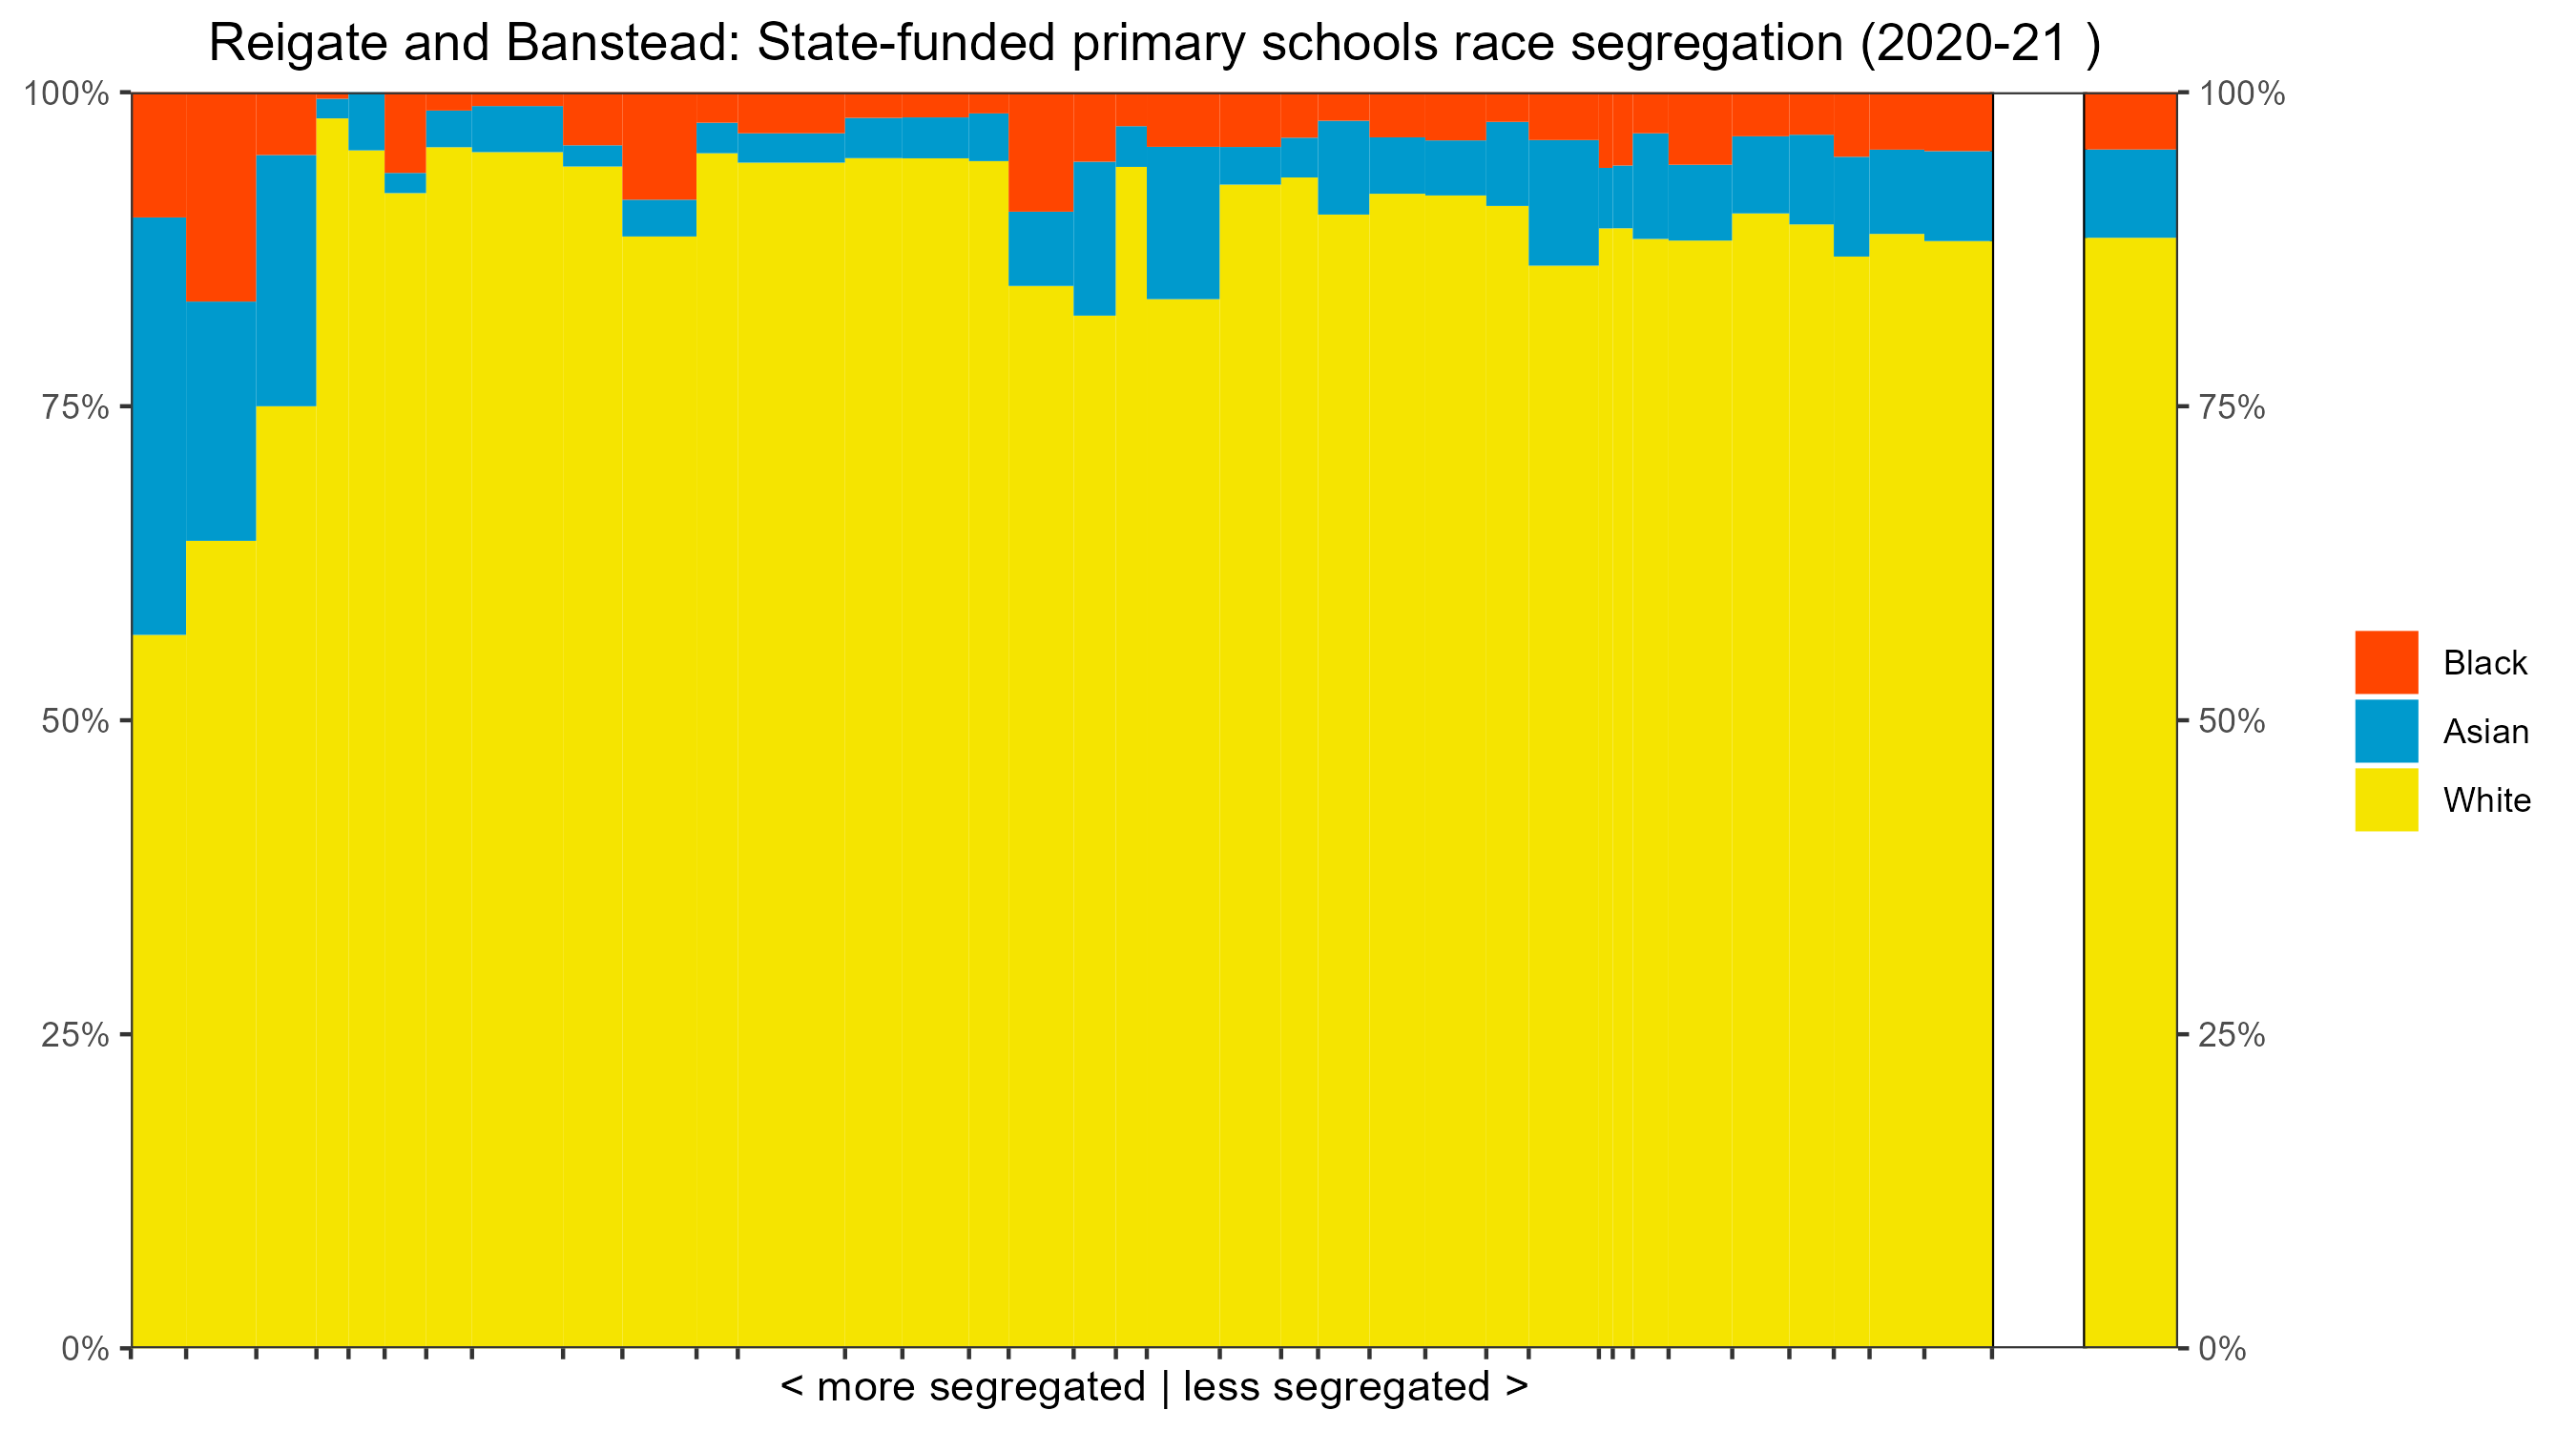 Reigate and Banstead: State-funded primary schools race segregation (2020-21 )
100%
75%
50%
25%
0%
100%
75%
50%
25%
0%
Black
Asian
White
< more segregated | less segregated >